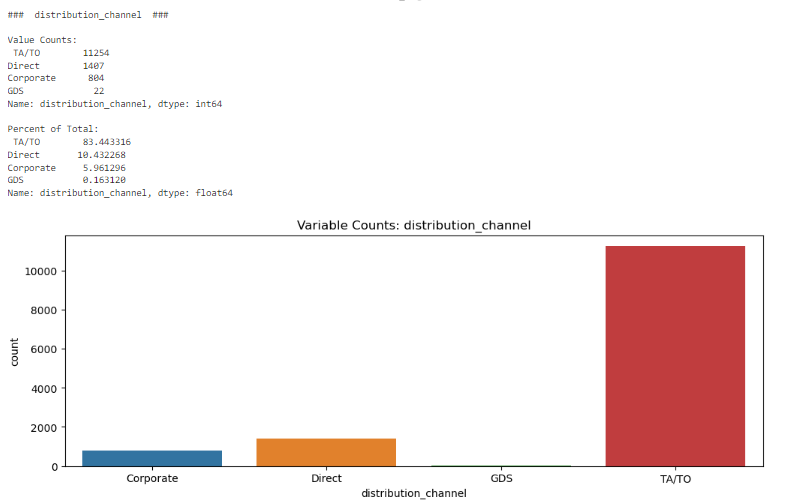 ###  distribution_channel  ###
Value Counts:
TA/TO        11254
Direct        1407
Corporate      804
GDS             22
Name: distribution_channel, dtype: int64
Percent of Total:
TA/TO        83.443316
Direct       10.432268
Corporate     5.961296
GDS           0.163120
Name: distribution_channel, dtype: float64
Variable Counts: distribution_channel
10000
8000
6000
4000
2000
0
count
Corporate Direct GDS TA/TO
distribution_channel